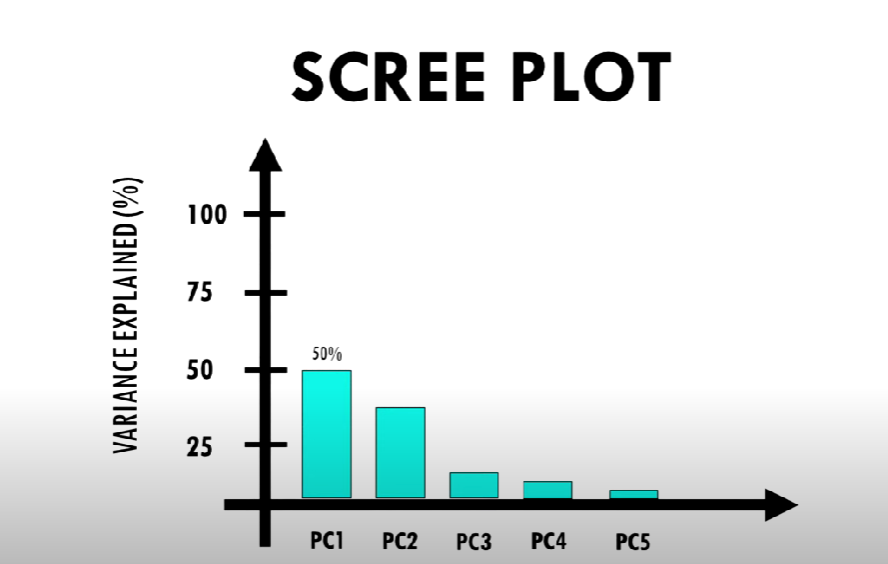 SCREE PLOT
VARIANCE EXPLAINED (%)
100
75
50
25
50%
PC1 PC2 PC3 PC4 PC5